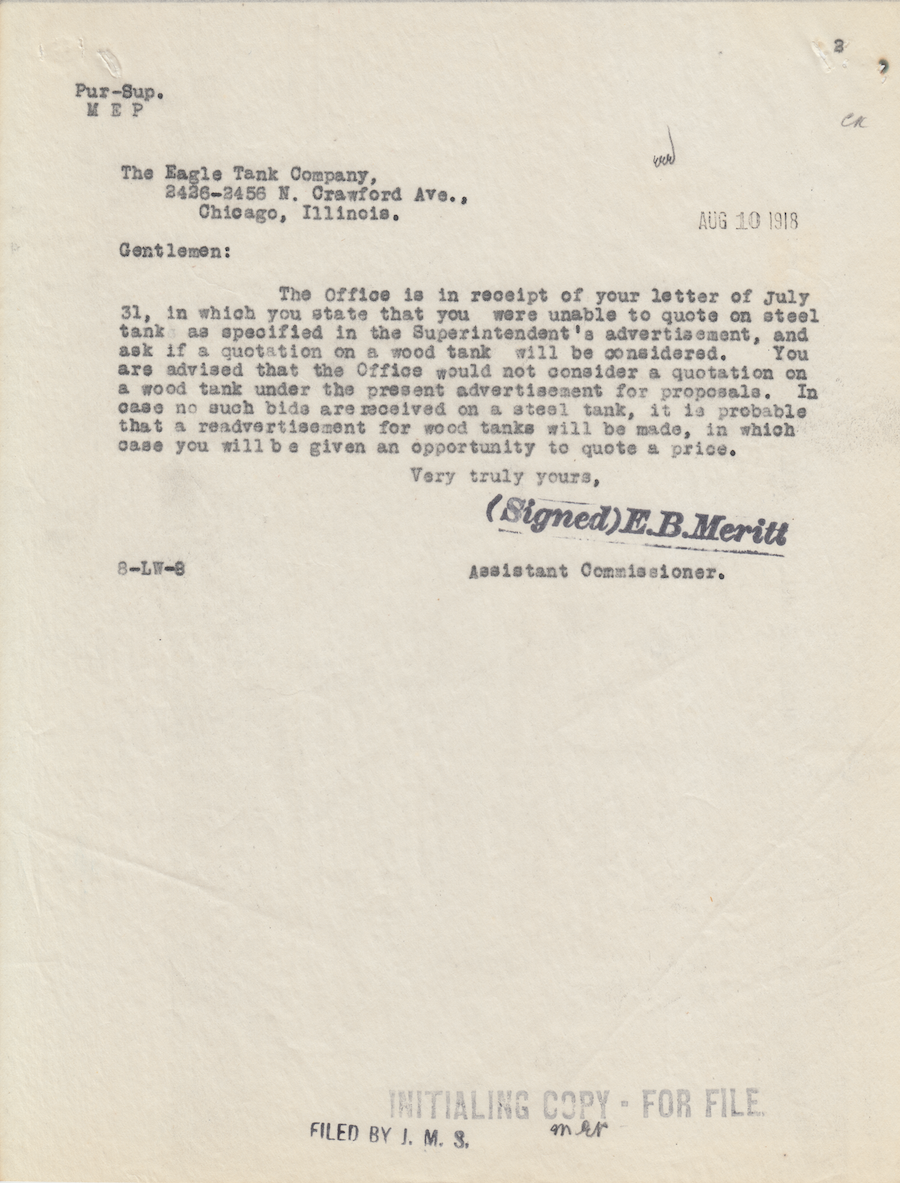 2
Pur-Sup.
M E P
The Eagle Tank Company,
2426-2456 N. Crawford Ave.,
Chicago, Illinois.
AUG 10 1918
Gentlemen:
The Office is in receipt of your letter of July
31, in which you state that you were unable to quote on steel
tank as specified in the Superintendent's advertisement, and
ask if a quotation on a wood tank will be considered. You
are advised that the Office would not consider a quotation on
a wood tank under the present advertisement for proposals. In
case no such bids are received on a steel tank, it is probable
that a readvertisement for wood tanks will be made, in which
case you will be given an opportunity to quote a price.
Very truly yours,
(Signed) E.B. Meritt
8-LW-8
Assistant Commissioner.
INITIALING COPY - FOR FILE
FILED BY J. M. S.